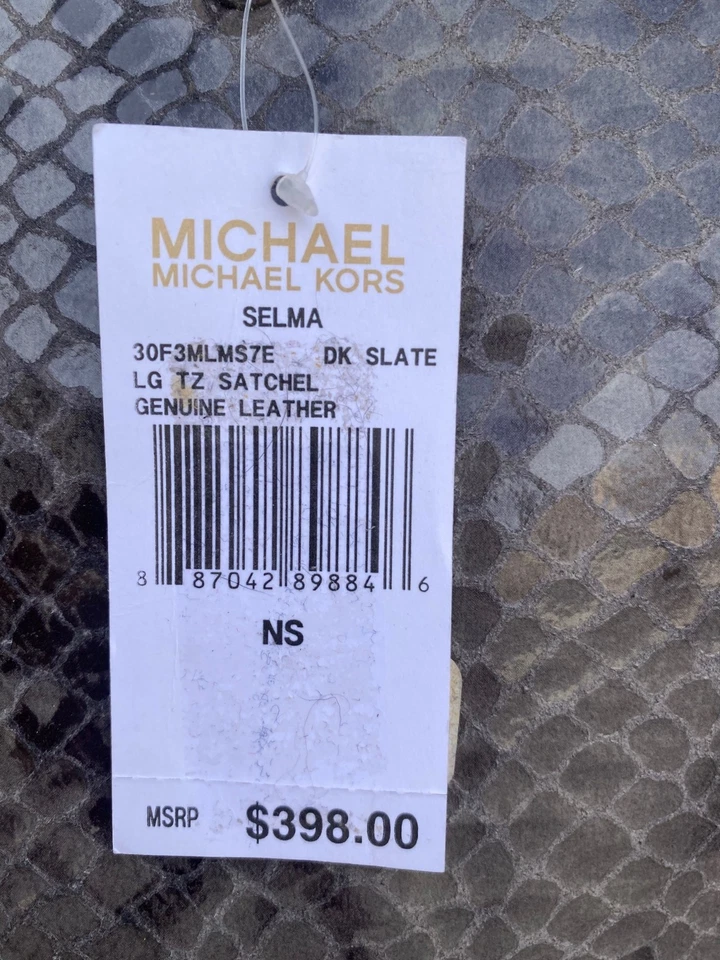 MICHAEL
MICHAEL KORS
SELMA
30F3MLMS7E DK SLATE
LG TZ SATCHEL
GENUINE LEATHER
8 87042 89884 6
NS
MSRP $398.00